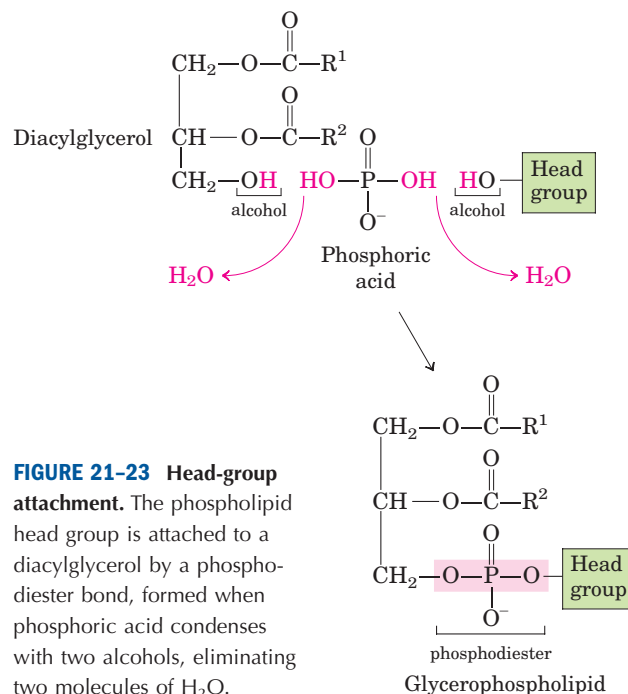 O
CH₂—O—C—R¹
O
Diacylglycerol CH—O—C—R² O
CH₂—OH HO—P—OH HO— Head group
alcohol O⁻ alcohol
H₂O Phosphoric acid H₂O
O
CH₂—O—C—R¹
O
CH—O—C—R²
O
CH₂—O—P—O— Head group
O⁻
phosphodiester
Glycerophospholipid
FIGURE 21–23 Head-group
attachment. The phospholipid
head group is attached to a
diacylglycerol by a phospho-
diester bond, formed when
phosphoric acid condenses
with two alcohols, eliminating
two molecules of H₂O.